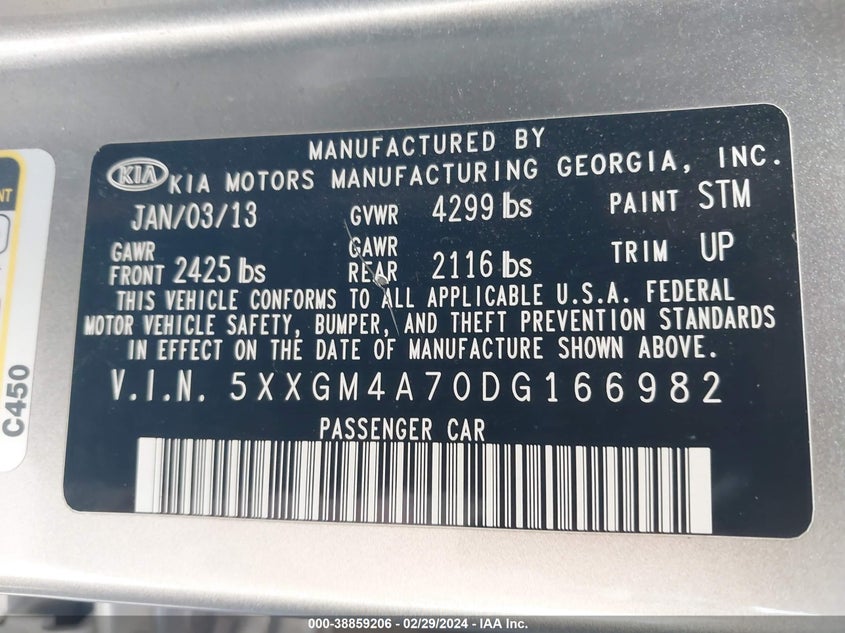 MANUFACTURED BY
KIA KIA MOTORS MANUFACTURING GEORGIA, INC.
JAN/03/13 GVWR 4299 lbs PAINT STM
GAWR FRONT 2425 lbs GAWR REAR 2116 lbs TRIM UP
THIS VEHICLE CONFORMS TO ALL APPLICABLE U.S.A. FEDERAL
MOTOR VEHICLE SAFETY, BUMPER, AND THEFT PREVENTION STANDARDS
IN EFFECT ON THE DATE OF MANUFACTURE SHOWN ABOVE.
V.I.N. 5XXGM4A70DG166982
PASSENGER CAR
C450
000-38859206 - 02/29/2024 - IAA Inc.